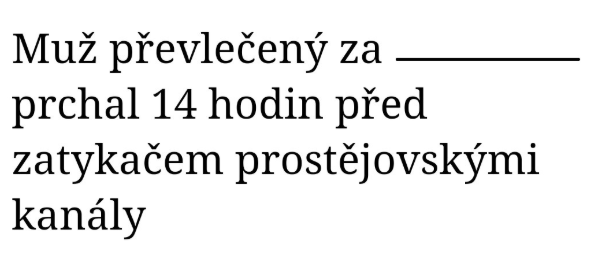 Muž převlečený za ________
prchal 14 hodin před
zatykačem prostějovskými
kanály